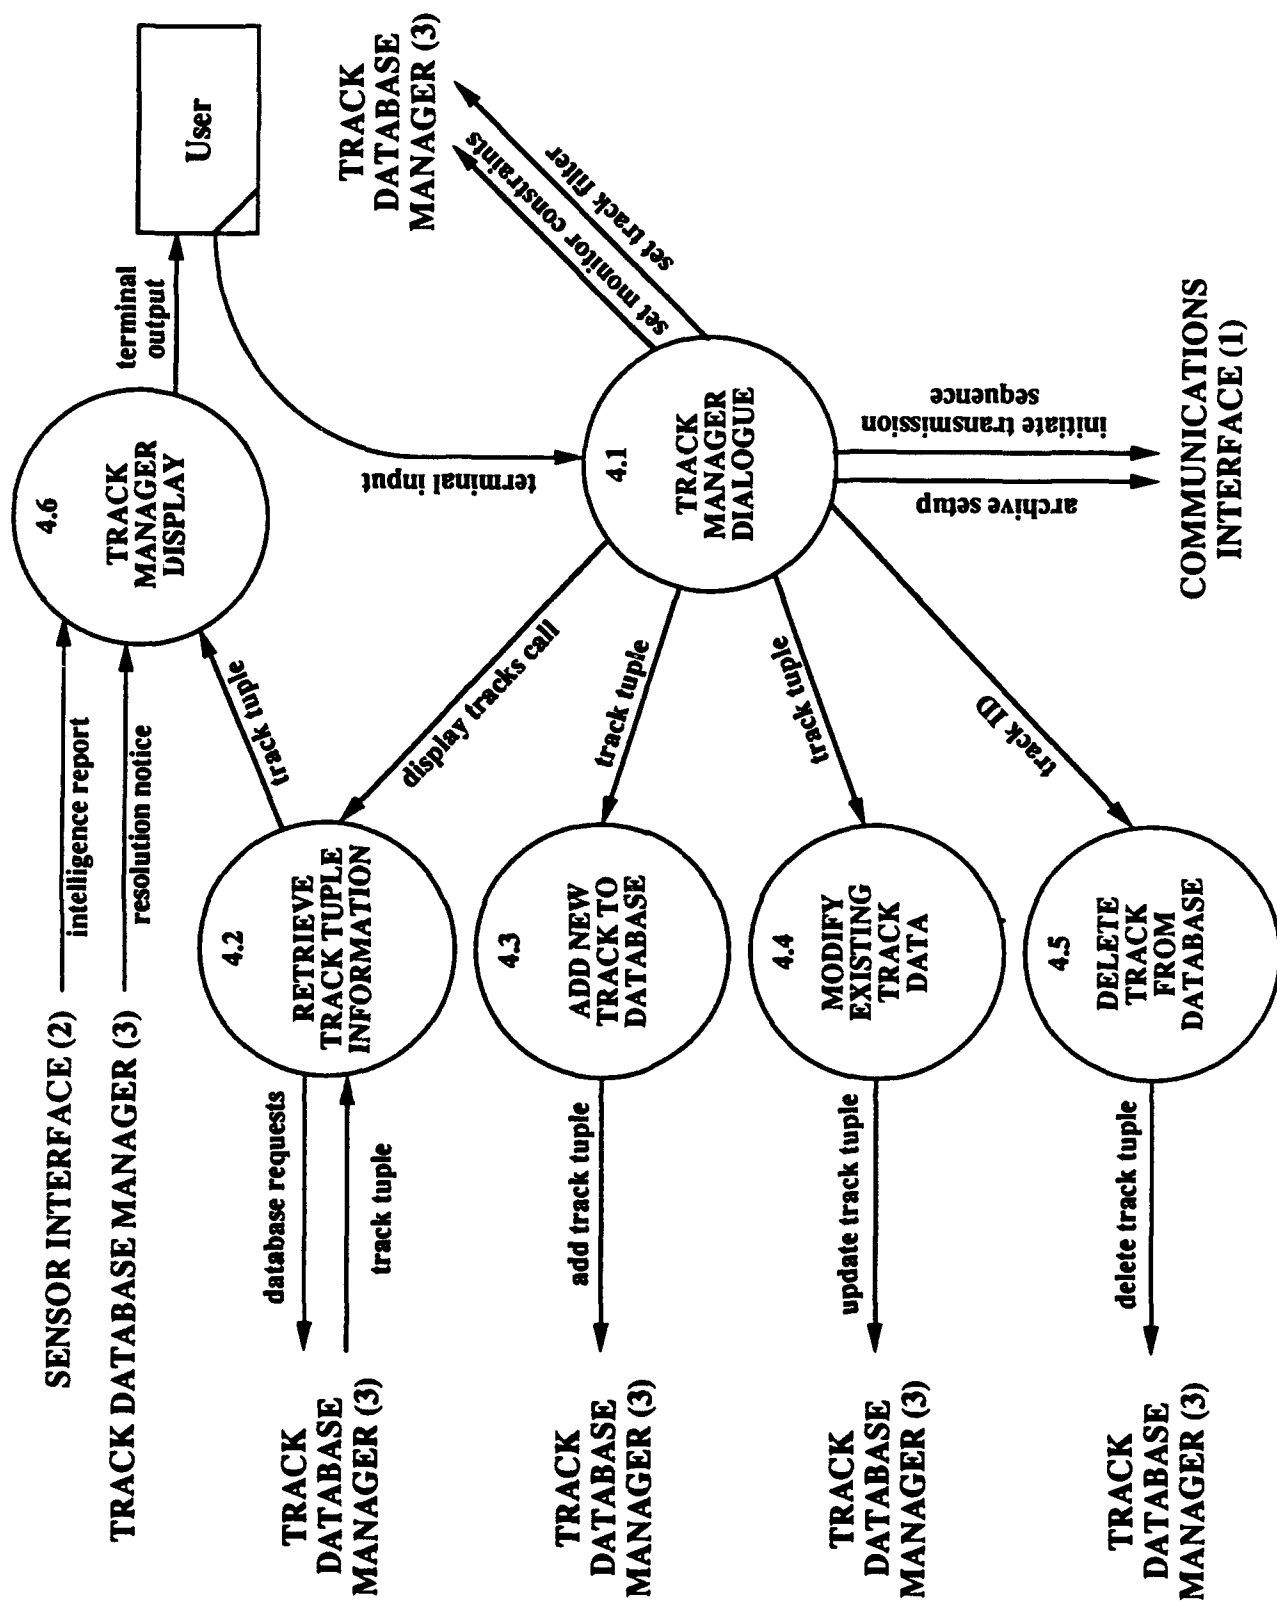 SENSOR INTERFACE (2)
intelligence report
TRACK DATABASE MANAGER (3)
resolution notice
4.6
TRACK
MANAGER
DISPLAY
terminal
output
User
TRACK
DATABASE
MANAGER (3)
database requests
track tuple
4.2
RETRIEVE
TRACK TUPLE
INFORMATION
track tuple
display tracks call
terminal input
set monitor constraints
set track filter
TRACK
DATABASE
MANAGER (3)
TRACK
DATABASE
MANAGER (3)
add track tuple
4.3
ADD NEW
TRACK TO
DATABASE
track tuple
4.1
TRACK
MANAGER
DIALOGUE
TRACK
DATABASE
MANAGER (3)
update track tuple
4.4
MODIFY
EXISTING
TRACK
DATA
track tuple
initiate transmission
sequence
archive setup
TRACK
DATABASE
MANAGER (3)
delete track tuple
4.5
DELETE
TRACK
FROM
DATABASE
track ID
COMMUNICATIONS
INTERFACE (1)